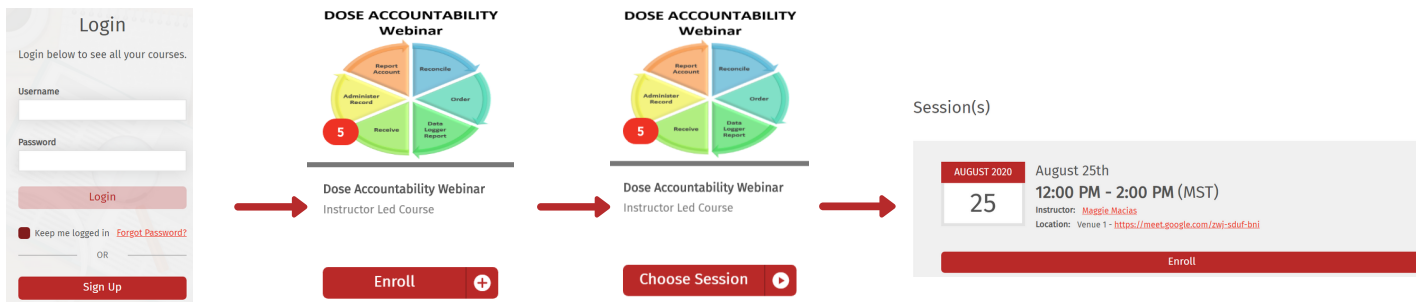 Login
Login below to see all your courses.
Username
Password
Login
Keep me logged in Forgot Password?
OR
Sign Up
DOSE ACCOUNTABILITY
Webinar
Report
Account
Reconcile
Administer
Record
Order
5
Receive
Data
Logger
Report
Dose Accountability Webinar
Instructor Led Course
Enroll
DOSE ACCOUNTABILITY
Webinar
Report
Account
Reconcile
Administer
Record
Order
5
Receive
Data
Logger
Report
Dose Accountability Webinar
Instructor Led Course
Choose Session
Session(s)
AUGUST 2020
25
August 25th
12:00 PM - 2:00 PM (MST)
Instructor: Maggie Macias
Location: Venue 1 - https://meet.google.com/zwj-sduf-bni
Enroll